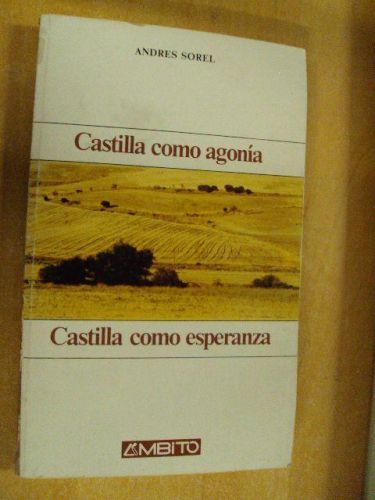 ANDRES SOREL
Castilla como agonía
Castilla como esperanza
ÁMBITO